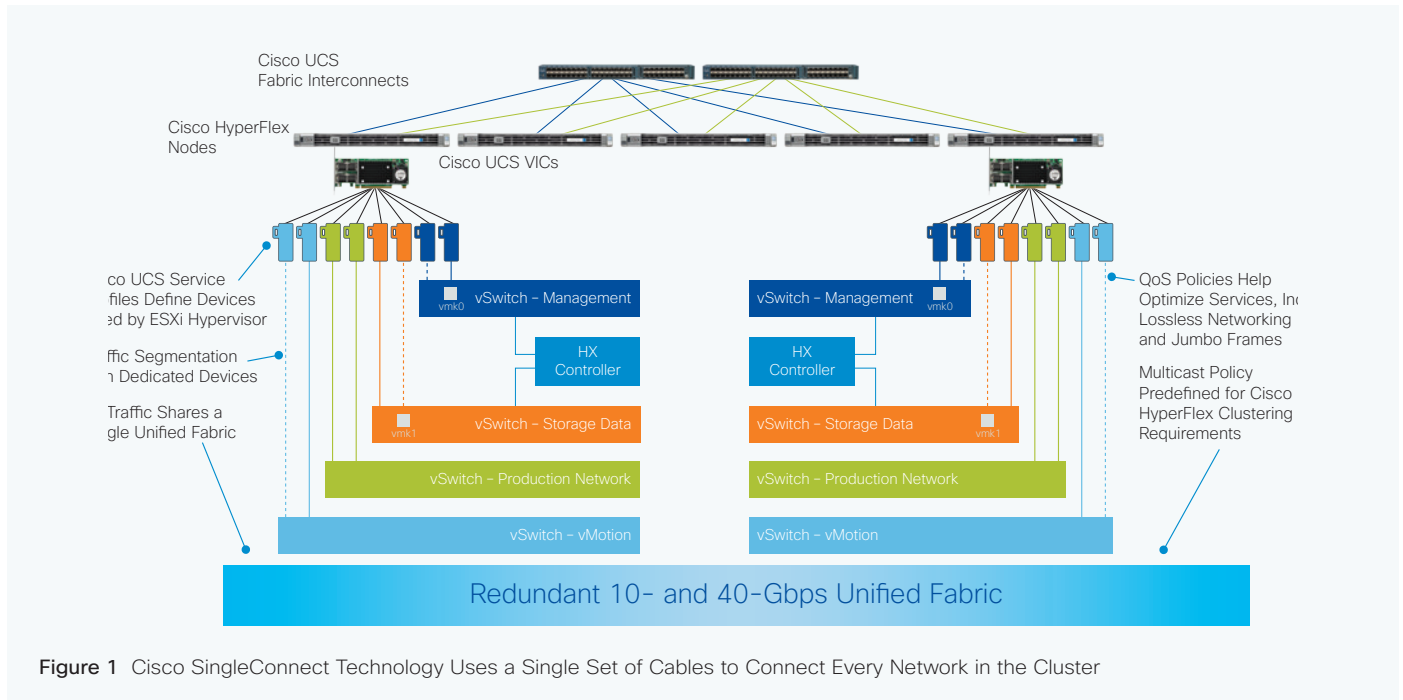 Cisco UCS
Fabric Interconnects
Cisco HyperFlex
Nodes
Cisco UCS VICs
co UCS Service
files Define Devices
ed by ESXi Hypervisor
ffic Segmentation
Dedicated Devices
Traffic Shares a
gle Unified Fabric
vSwitch – Management
vmk0
HX
Controller
vSwitch – Storage Data
vmk1
vSwitch – Production Network
vSwitch – vMotion
vSwitch – Management
vmk0
HX
Controller
vSwitch – Storage Data
vmk1
vSwitch – Production Network
vSwitch – vMotion
QoS Policies Help
Optimize Services, Inc
Lossless Networking
and Jumbo Frames
Multicast Policy
Predefined for Cisco
HyperFlex Clustering
Requirements
Redundant 10- and 40-Gbps Unified Fabric
Figure 1 Cisco SingleConnect Technology Uses a Single Set of Cables to Connect Every Network in the Cluster